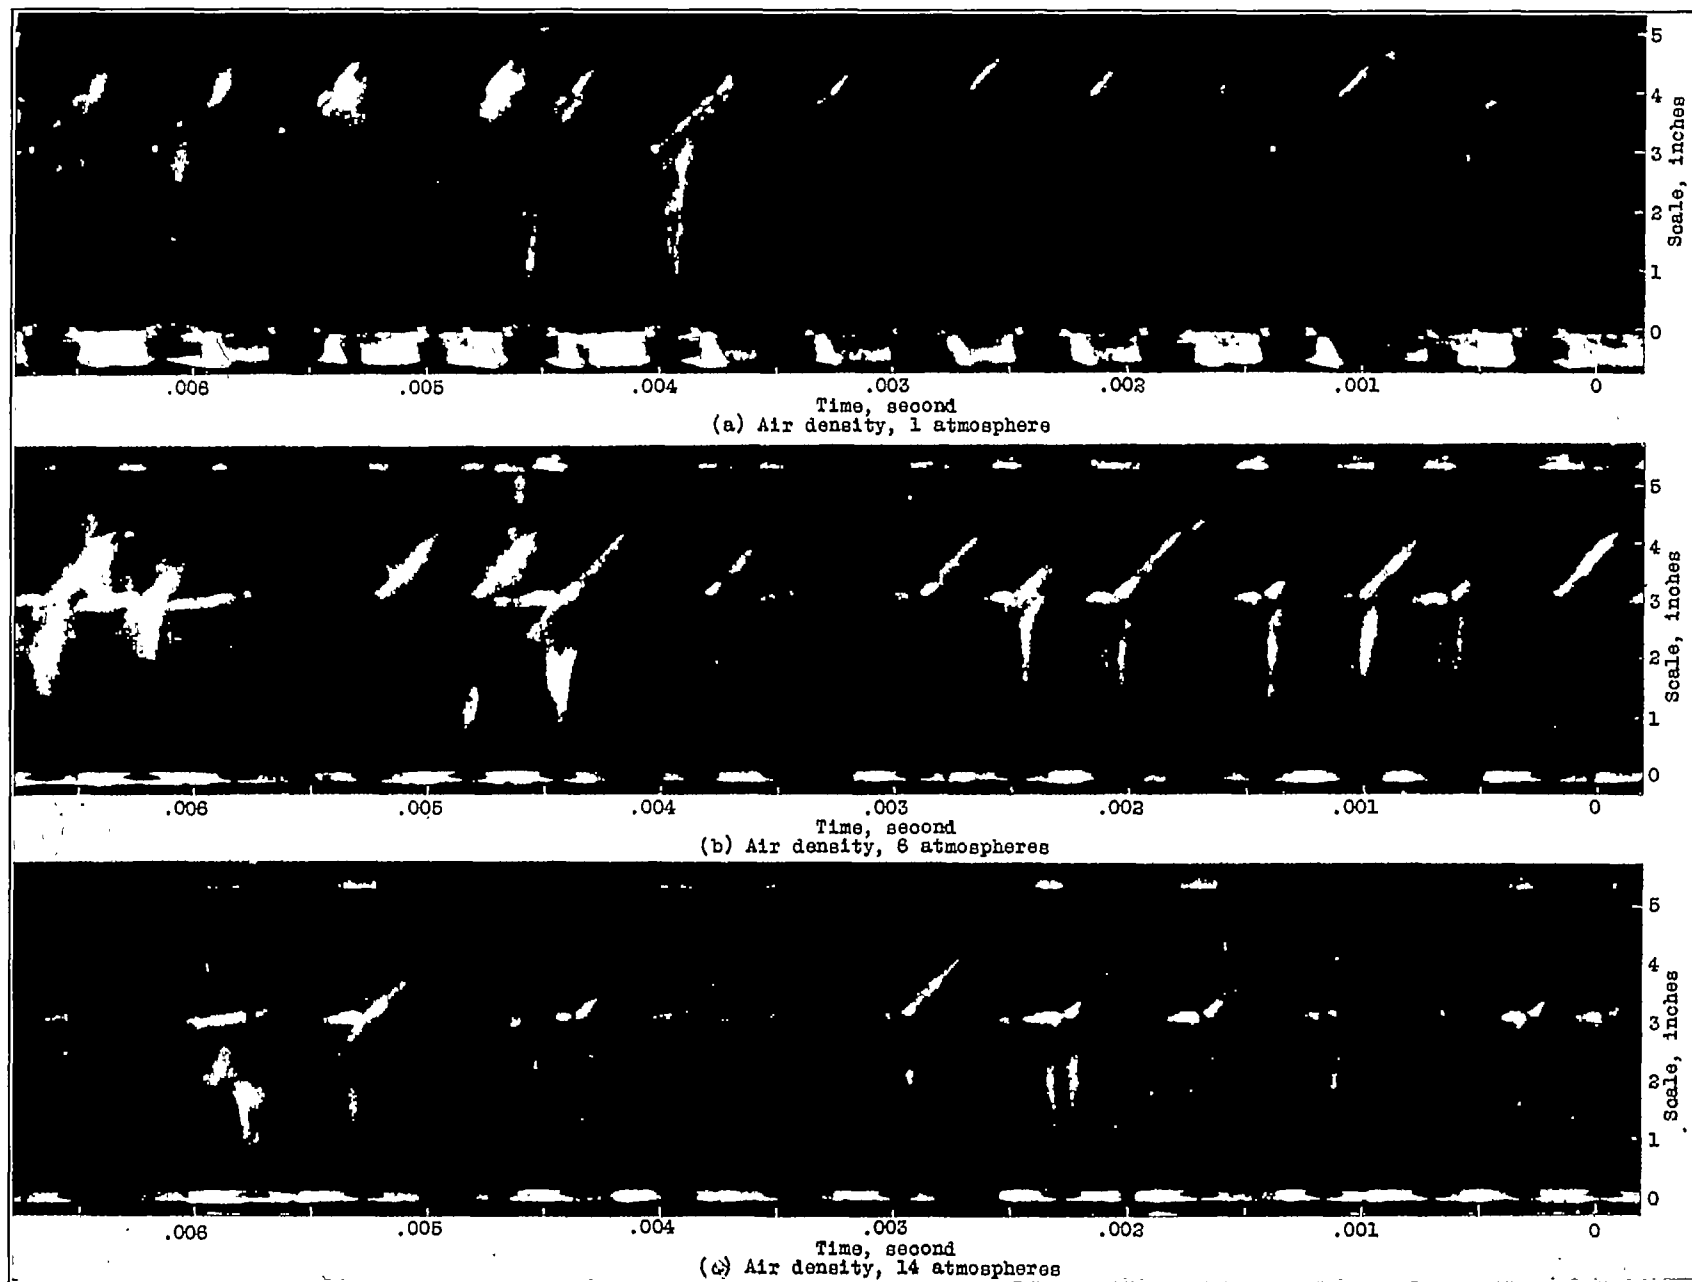 5
4
3
2
1
0
Scale, inches
.006 .005 .004 .003 .002 .001 0
Time, second
(a) Air density, 1 atmosphere
5
4
3
2
1
0
Scale, inches
.006 .005 .004 .003 .002 .001 0
Time, second
(b) Air density, 6 atmospheres
5
4
3
2
1
0
Scale, inches
.006 .005 .004 .003 .002 .001 0
Time, second
(c) Air density, 14 atmospheres